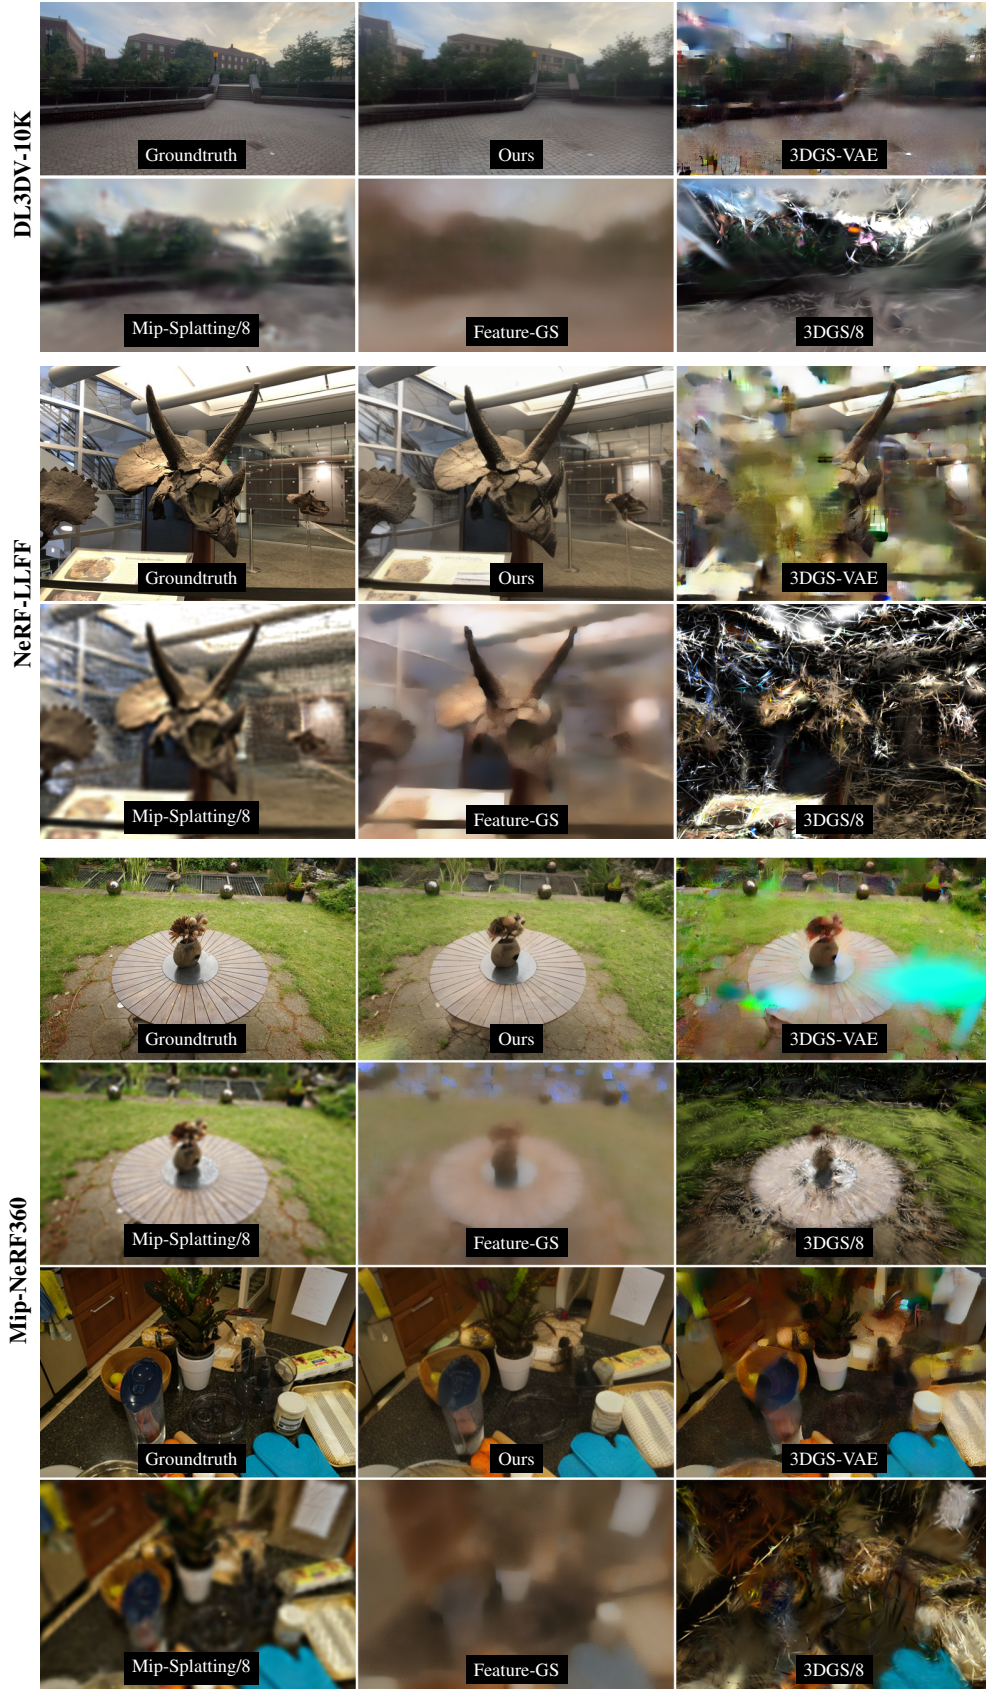 DL3DV-10K
Groundtruth
Ours
3DGS-VAE
Mip-Splatting/8
Feature-GS
3DGS/8
NeRF-LLFF
Groundtruth
Ours
3DGS-VAE
Mip-Splatting/8
Feature-GS
3DGS/8
Mip-NeRF360
Groundtruth
Ours
3DGS-VAE
Mip-Splatting/8
Feature-GS
3DGS/8
Groundtruth
Ours
3DGS-VAE
Mip-Splatting/8
Feature-GS
3DGS/8